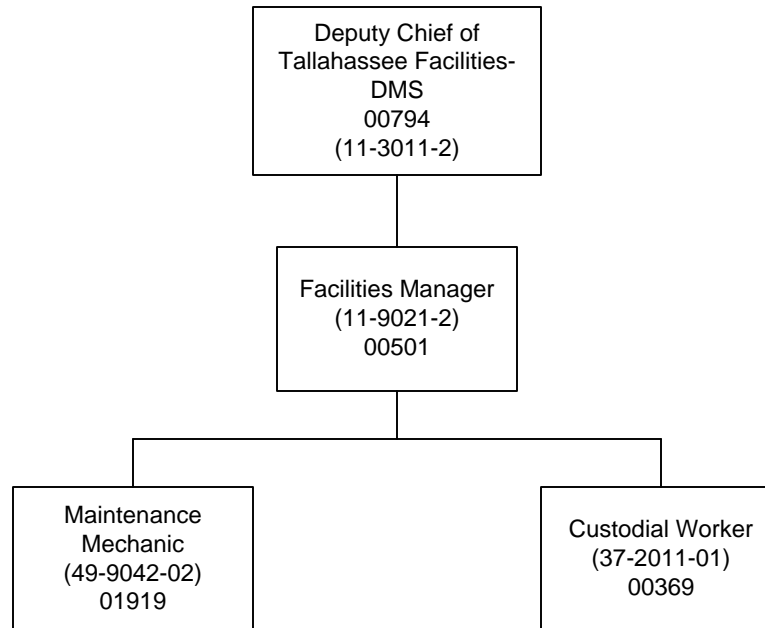 Deputy Chief of
Tallahassee Facilities-
DMS
00794
(11-3011-2)
Facilities Manager
(11-9021-2)
00501
Maintenance
Mechanic
(49-9042-02)
01919
Custodial Worker
(37-2011-01)
00369